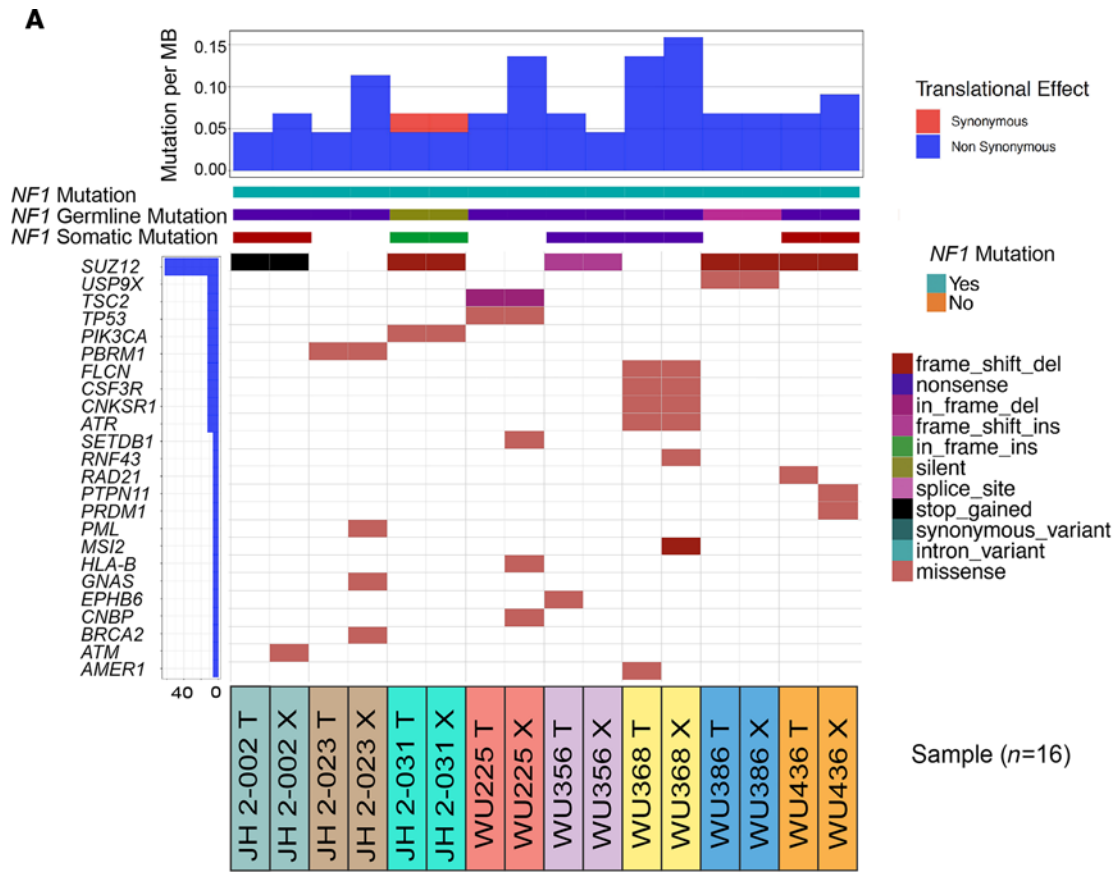 A
Mutation per MB
0.15
0.10
0.05
0.00
Translational Effect
Synonymous
Non Synonymous
NF1 Mutation
NF1 Germline Mutation
NF1 Somatic Mutation
NF1 Mutation
Yes
No
SUZ12
USP9X
TSC2
TP53
PIK3CA
PBRM1
FLCN
CSF3R
CNKSR1
ATR
SETDB1
RNF43
RAD21
PTPN11
PRDM1
PML
MSI2
HLA-B
GNAS
EPHB6
CNBP
BRCA2
ATM
AMER1
40 0
frame_shift_del
nonsense
in_frame_del
frame_shift_ins
in_frame_ins
silent
splice_site
stop_gained
synonymous_variant
intron_variant
missense
JH 2-002 T
JH 2-002 X
JH 2-023 T
JH 2-023 X
JH 2-031 T
JH 2-031 X
WU225 T
WU225 X
WU356 T
WU356 X
WU368 T
WU368 X
WU386 T
WU386 X
WU436 T
WU436 X
Sample (n=16)